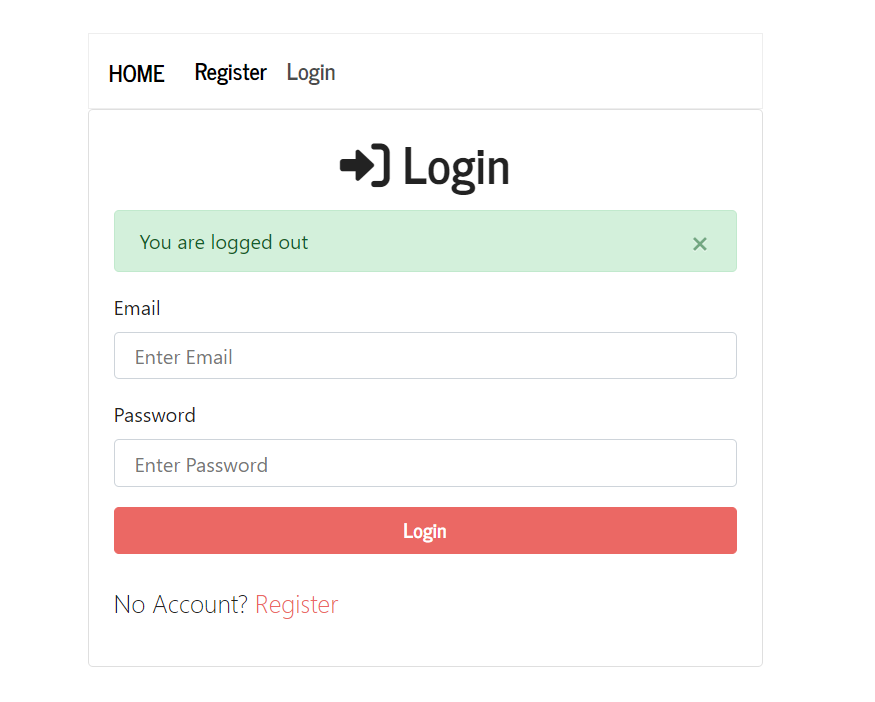 HOME Register Login
Login
You are logged out ×
Email
Enter Email
Password
Enter Password
Login
No Account? Register